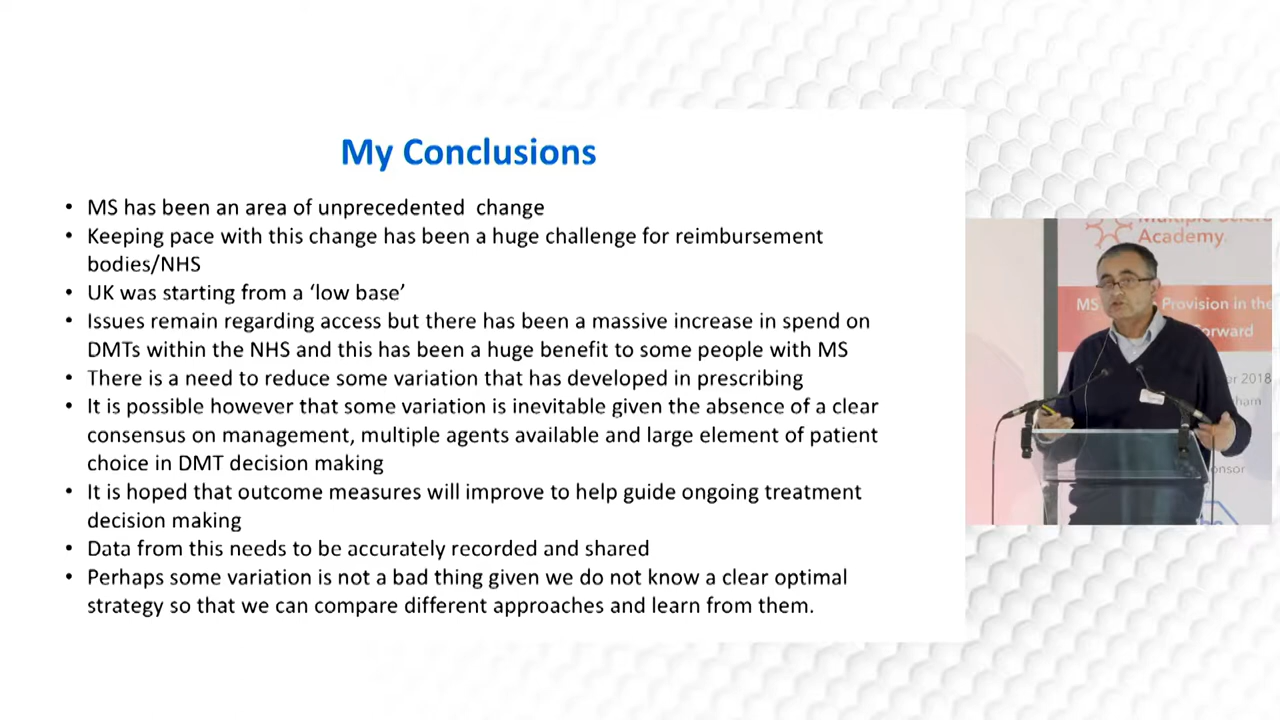 My Conclusions
• MS has been an area of unprecedented  change
• Keeping pace with this change has been a huge challenge for reimbursement
bodies/NHS
• UK was starting from a ‘low base’
• Issues remain regarding access but there has been a massive increase in spend on
DMTs within the NHS and this has been a huge benefit to some people with MS
• There is a need to reduce some variation that has developed in prescribing
• It is possible however that some variation is inevitable given the absence of a clear
consensus on management, multiple agents available and large element of patient
choice in DMT decision making
• It is hoped that outcome measures will improve to help guide ongoing treatment
decision making
• Data from this needs to be accurately recorded and shared
• Perhaps some variation is not a bad thing given we do not know a clear optimal
strategy so that we can compare different approaches and learn from them.
Multiple
Academy
MS Provision in the
2018